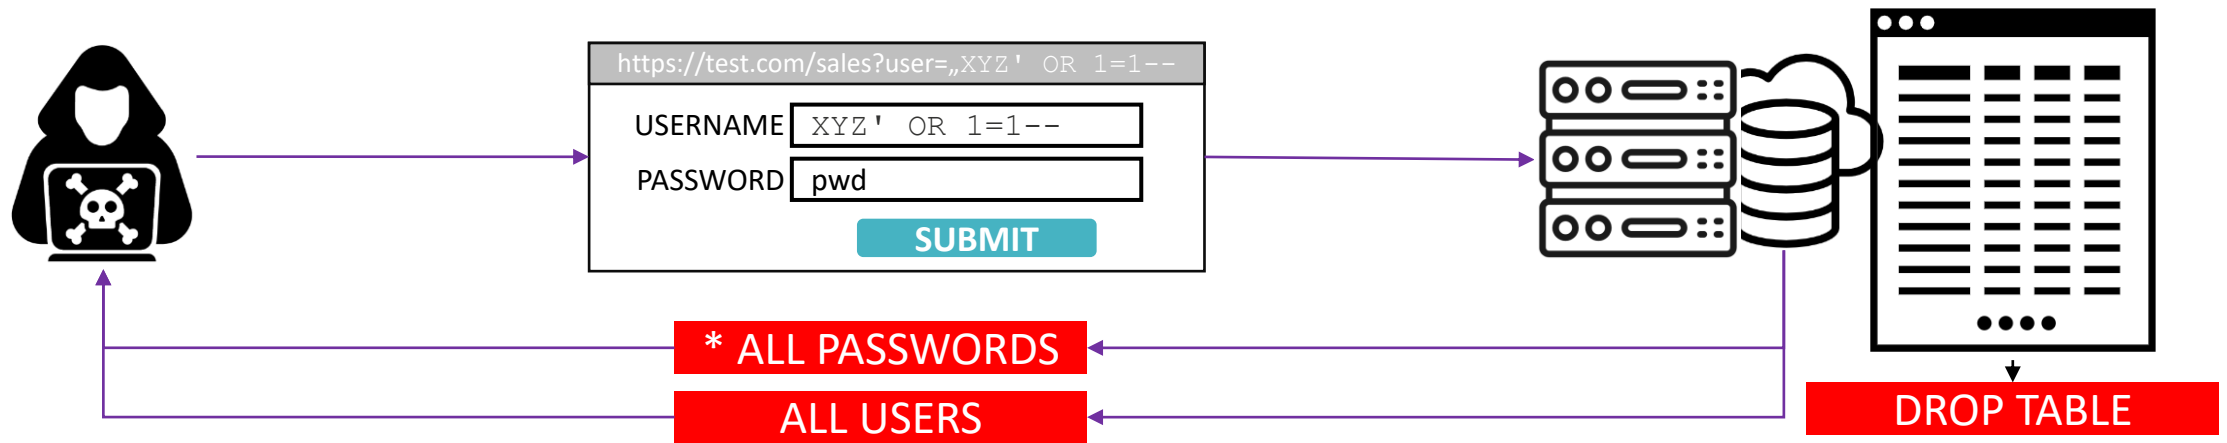 https://test.com/sales?user=„XYZ' OR 1=1--
USERNAME XYZ' OR 1=1--
PASSWORD pwd
SUBMIT
* ALL PASSWORDS
ALL USERS
DROP TABLE